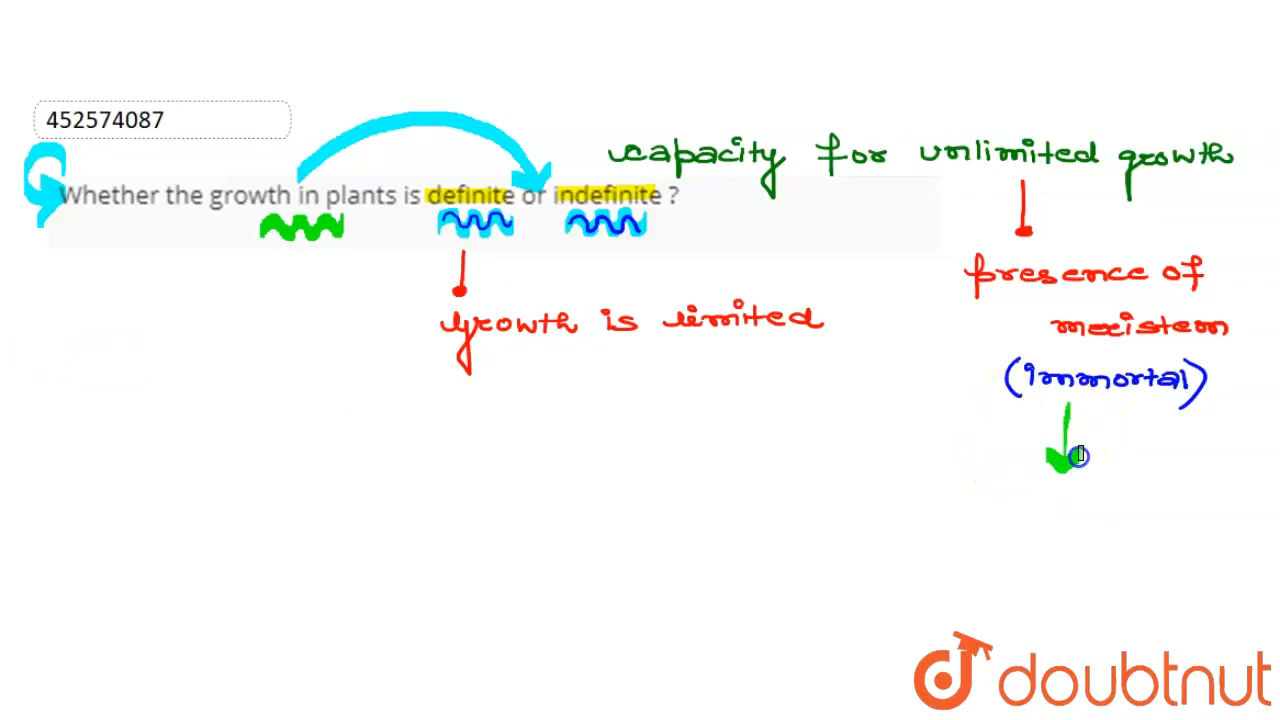 452574087
capacity for unlimited growth
Whether the growth in plants is definite or indefinite ?
presence of
growth is limited
meristem
(Immortal)
doubtnut